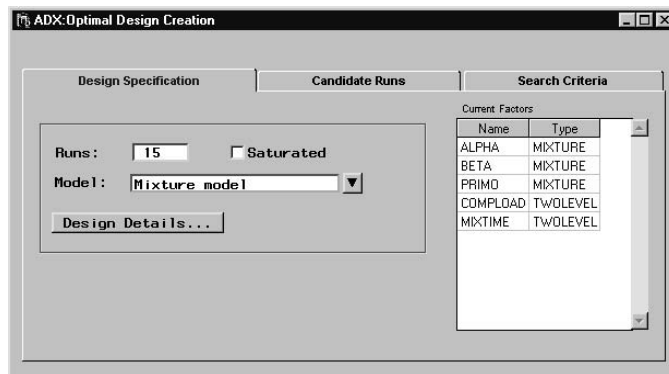 ADX:Optimal Design Creation
Design Specification Candidate Runs Search Criteria
Runs: 15 Saturated
Model: Mixture model
Design Details...
Current Factors
Name Type
ALPHA MIXTURE
BETA MIXTURE
PRIMO MIXTURE
COMPLOAD TWOLEVEL
MIXTIME TWOLEVEL